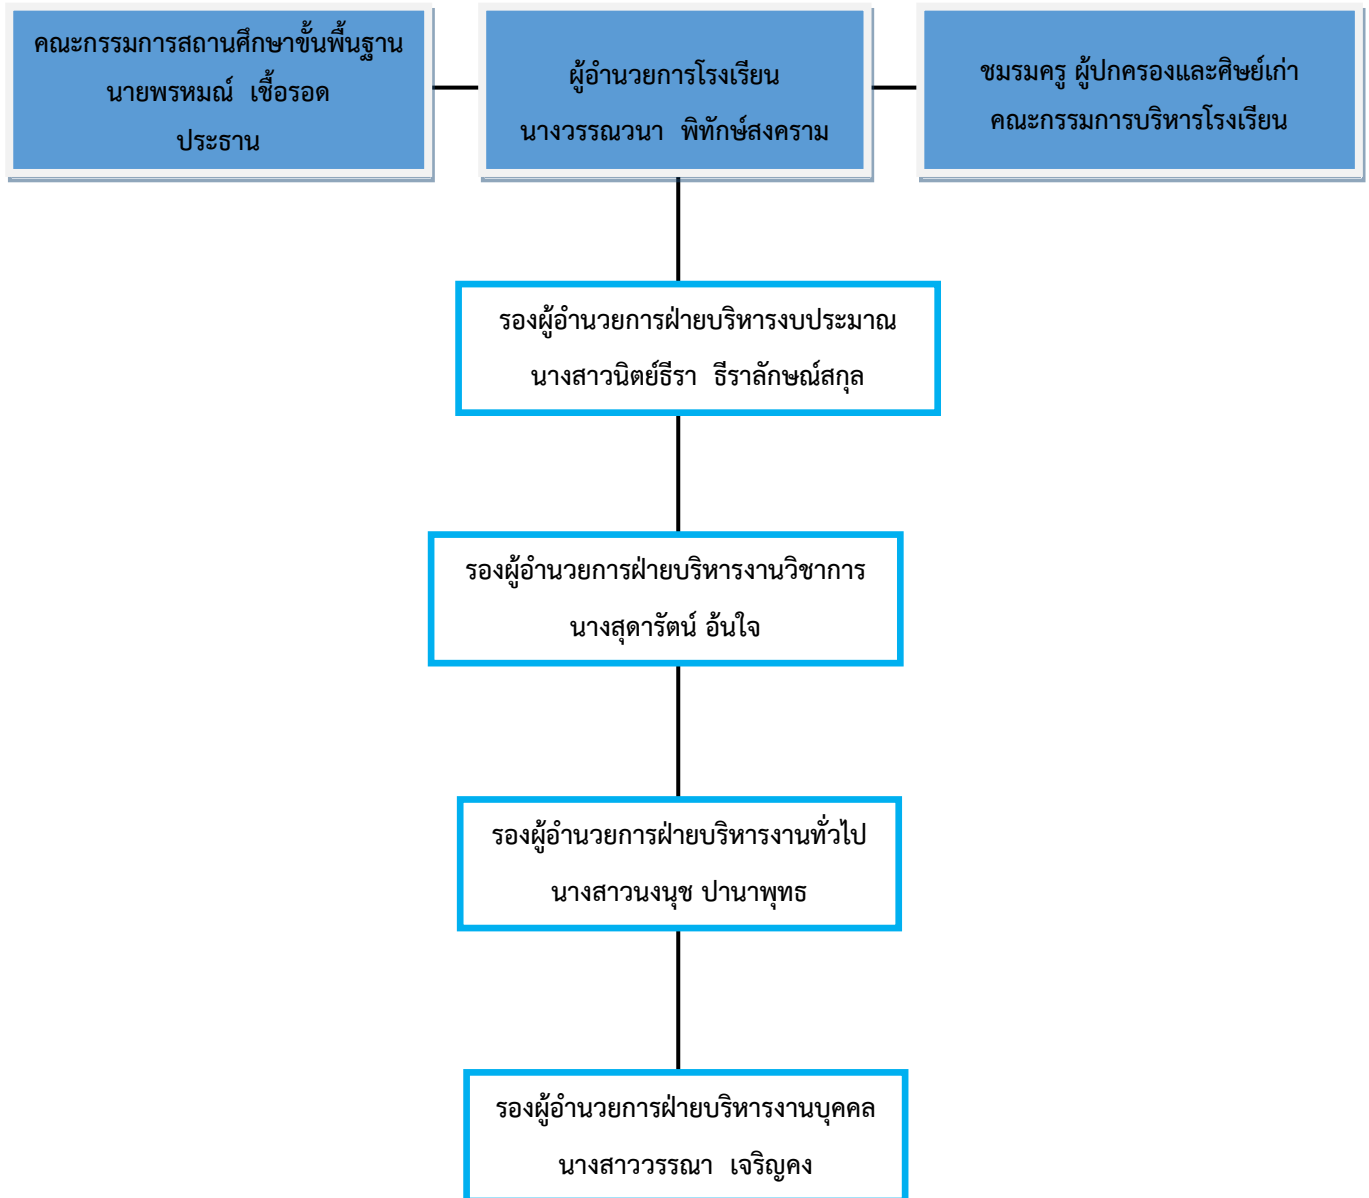 คณะกรรมการสถานศึกษาขั้นพื้นฐาน
นายพรหมณ์  เชื้อรอด
ประธาน
ผู้อำนวยการโรงเรียน
นางวรรณวนา  พิทักษ์สงคราม
ชมรมครู ผู้ปกครองและศิษย์เก่า
คณะกรรมการบริหารโรงเรียน
รองผู้อำนวยการฝ่ายบริหารงบประมาณ
นางสาวนิตย์ธีรา  ธีราลักษณ์สกุล
รองผู้อำนวยการฝ่ายบริหารงานวิชาการ
นางสุดารัตน์ อ้นใจ
รองผู้อำนวยการฝ่ายบริหารงานทั่วไป
นางสาวนงนุช ปานาพุทธ
รองผู้อำนวยการฝ่ายบริหารงานบุคคล
นางสาววรรณา  เจริญคง